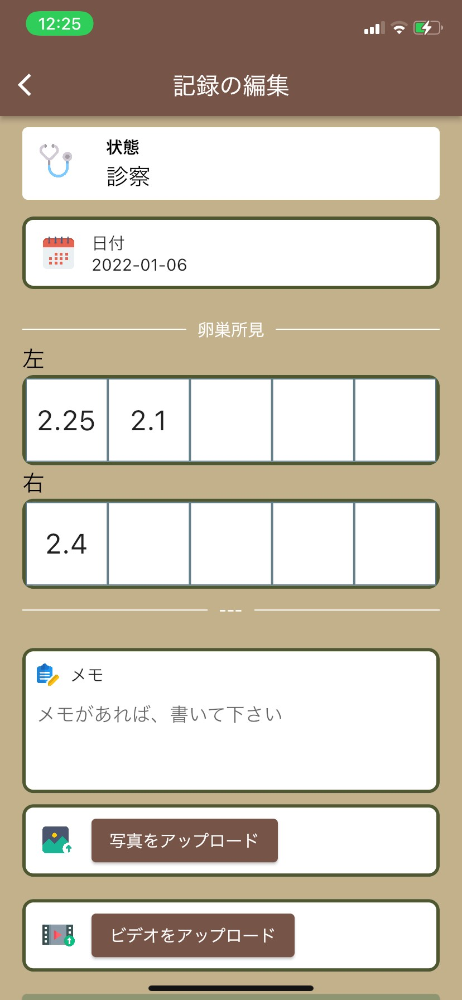 12:25
記録の編集
状態
診察
日付
2022-01-06
卵巣所見
左
2.25 2.1
右
2.4
---
メモ
メモがあれば、書いて下さい
写真をアップロード
ビデオをアップロード